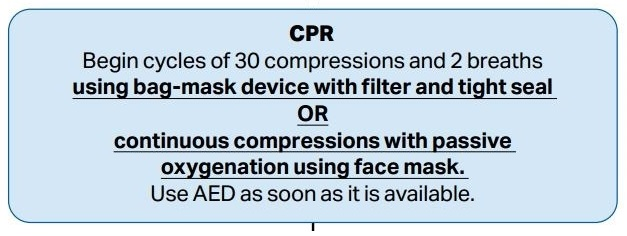 CPR
Begin cycles of 30 compressions and 2 breaths
using bag-mask device with filter and tight seal
OR
continuous compressions with passive
oxygenation using face mask.
Use AED as soon as it is available.